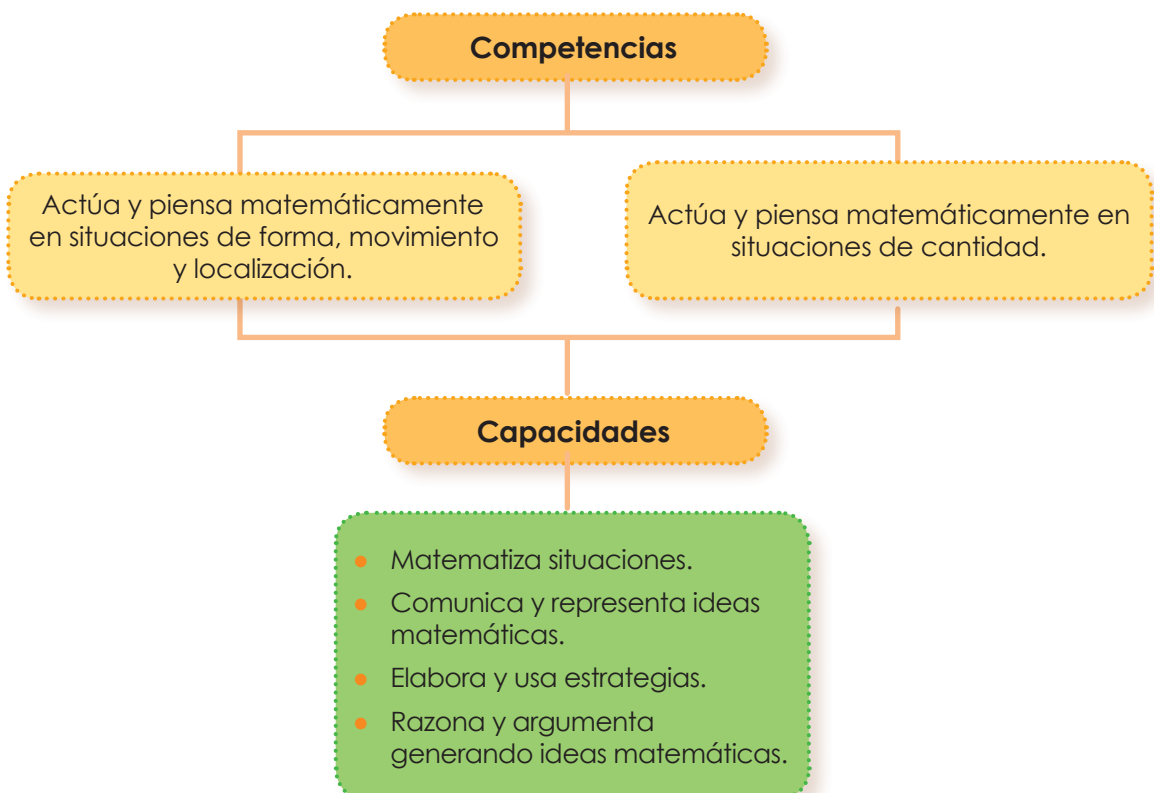 Competencias
Actúa y piensa matemáticamente
en situaciones de forma, movimiento
y localización.
Actúa y piensa matemáticamente en
situaciones de cantidad.
Capacidades
Matematiza situaciones.
Comunica y representa ideas
matemáticas.
Elabora y usa estrategias.
Razona y argumenta
generando ideas matemáticas.